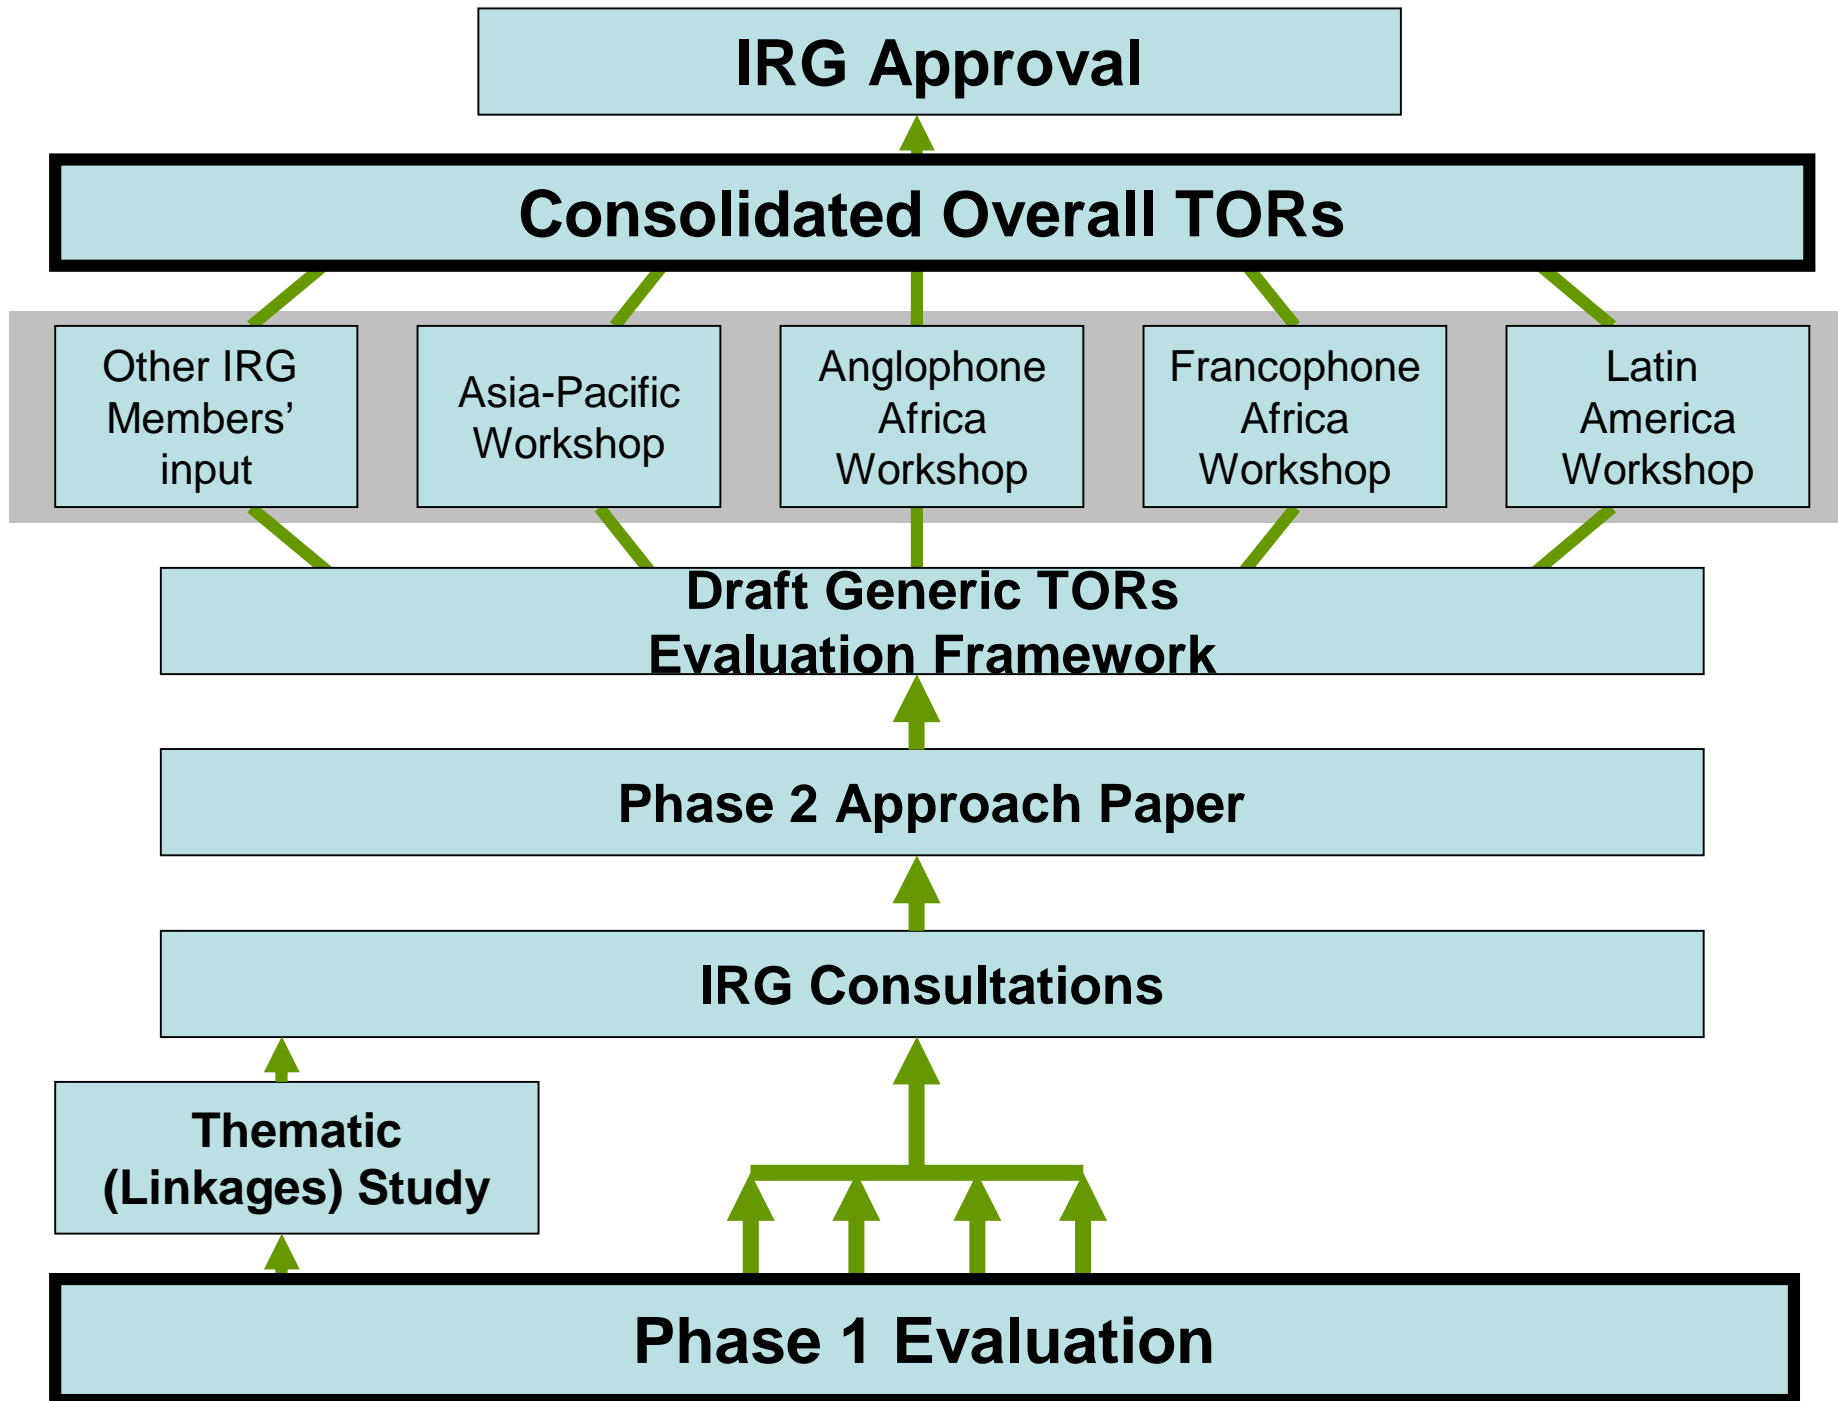 IRG Approval
Consolidated Overall TORs
Other IRG
Members’
input
Asia-Pacific
Workshop
Anglophone
Africa
Workshop
Francophone
Africa
Workshop
Latin
America
Workshop
Draft Generic TORs
Evaluation Framework
Phase 2 Approach Paper
IRG Consultations
Thematic
(Linkages) Study
Phase 1 Evaluation